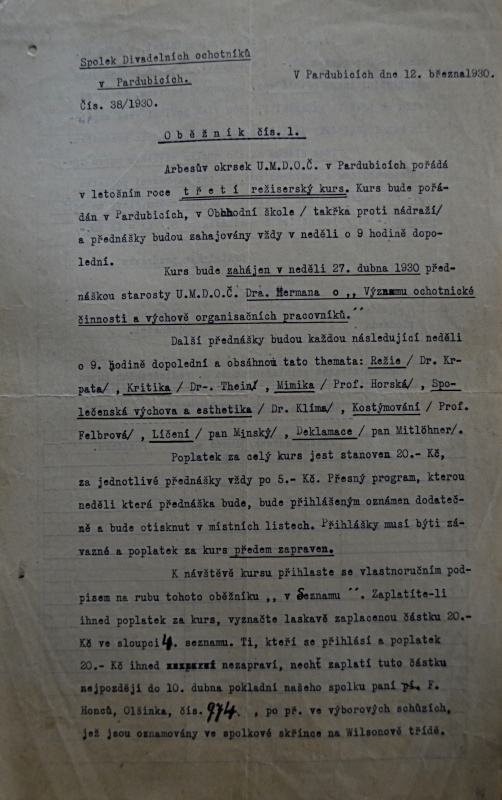 Spolek Divadelních ochotníků
v Pardubicích.
V Pardubicích dne 12. března 1930.
Čís. 38/1930.
Oběžník čís. 1.
Arbesův okrsek U.M.D.O.Č. v Pardubicích pořádá
v letošním roce třetí režiserský kurs. Kurs bude pořá-
dán v Pardubicích, v Obchodní škole / takřka proti nádraží/
a přednášky budou zahajovány vždy v neděli o 9 hodině dopo-
lední.
Kurs bude zahájen v neděli 27. dubna 1930 před-
náškou starosty U.M.D.O.Č. Dra. Hermana o ,, Významu ochotnické
činnosti a výchově organisačních pracovníků.´´
Další přednášky budou každou následující neděli
o 9. hodině dopolední a obsáhnou tato themata: Režie / Dr. Kr-
pata/ , Kritika / Dr-. Thein/ , Mimika / Prof. Horská/ , Spo-
lečenská výchova a esthetika / Dr. Klíma/ , Kostýmování / Prof.
Felbrová/ , Líčení / pan Minský/ , Deklamace / pan Mitlöhner/.
Poplatek za celý kurs jest stanoven 20.- Kč,
za jednotlivé přednášky vždy po 5.- Kč. Přesný program, kterou
neděli která přednáška bude, bude přihlášeným oznámen dodateč-
ně a bude otisknut v místních listech. Přihlášky musí býti zá-
vazné a poplatek za kurs předem zapraven.
K návštěvě kursu přihlaste se vlastnoručním pod-
pisem na rubu tohoto oběžníku ,, v Seznamu ´´. Zaplatíte-li
ihned poplatek za kurs, vyznačte laskavě zaplacenou částku 20.-
Kč ve sloupci 4. seznamu. Ti, kteří se přihlásí a poplatek
20.- Kč ihned nezapraví, nechť zaplatí tuto částku
nejpozději do 10. dubna pokladní našeho spolku paní F.
Honců, Olšinka, čís. 974. , po př. ve výborových schůzích,
jež jsou oznamovány ve spolkové skřínce na Wilsonově třídě.